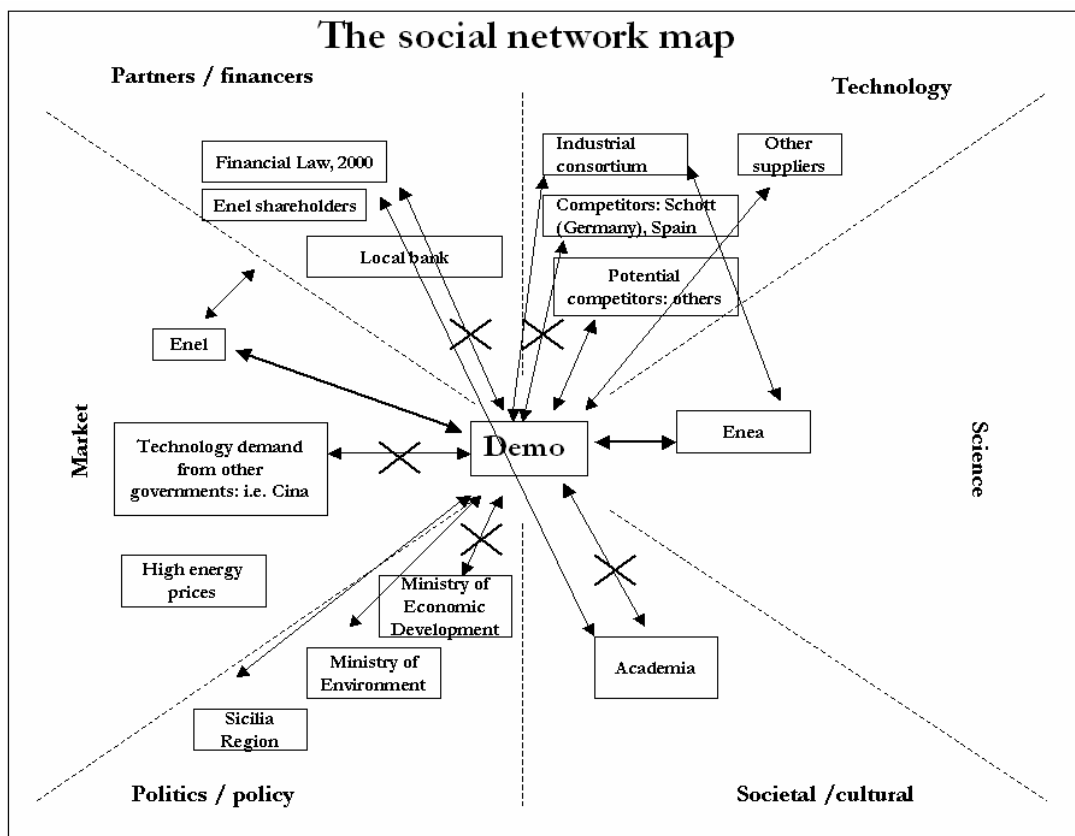 The social network map
Partners / financers
Technology
Financial Law, 2000
Enel shareholders
Local bank
Industrial
consortium
Other
suppliers
Competitors: Schott
(Germany), Spain
Potential
competitors: others
Enel
Market
Technology demand
from other
governments: i.e. Cina
High energy
prices
Demo
Enea
Science
Ministry of
Economic
Development
Ministry of
Environment
Sicilia
Region
Academia
Politics / policy
Societal /cultural